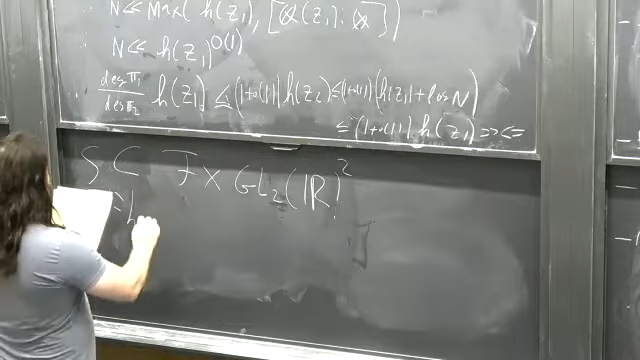 ∴ N ≪ Max( h(z₁), [ℚ(z₁):ℚ])
∴ N ≪ h(z₁)^{O(1)}
∴ deg π₁ / deg π₂ h(z₁) ≤ (1+o(1)) h(z₂) ≤ (1+o(1)) (h(z₁) + log N)
≤ (1+o(1)) h(z₁) ⇒⇐
S ⊂ F × GL₂(ℝ)²